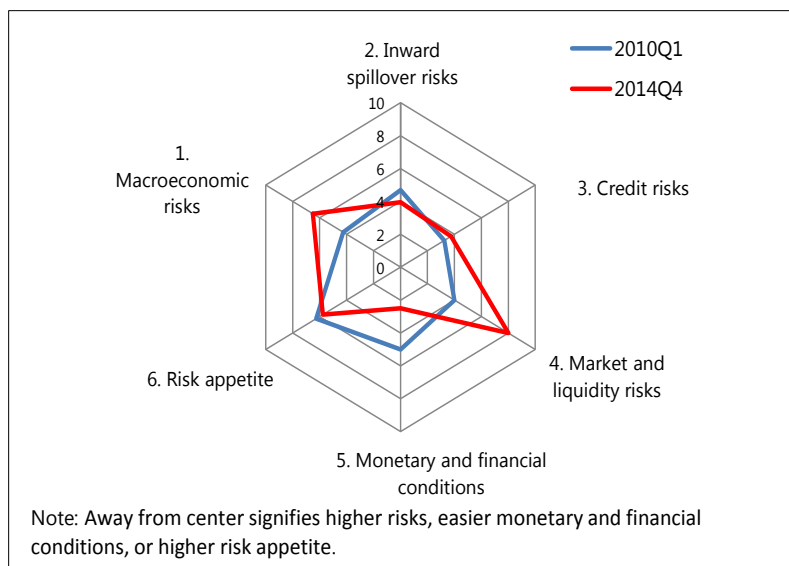 2. Inward
spillover risks
2010Q1
2014Q4
10
8
6
4
2
0
1.
Macroeconomic
risks
3. Credit risks
4. Market and
liquidity risks
5. Monetary and financial
conditions
6. Risk appetite
Note: Away from center signifies higher risks, easier monetary and financial
conditions, or higher risk appetite.